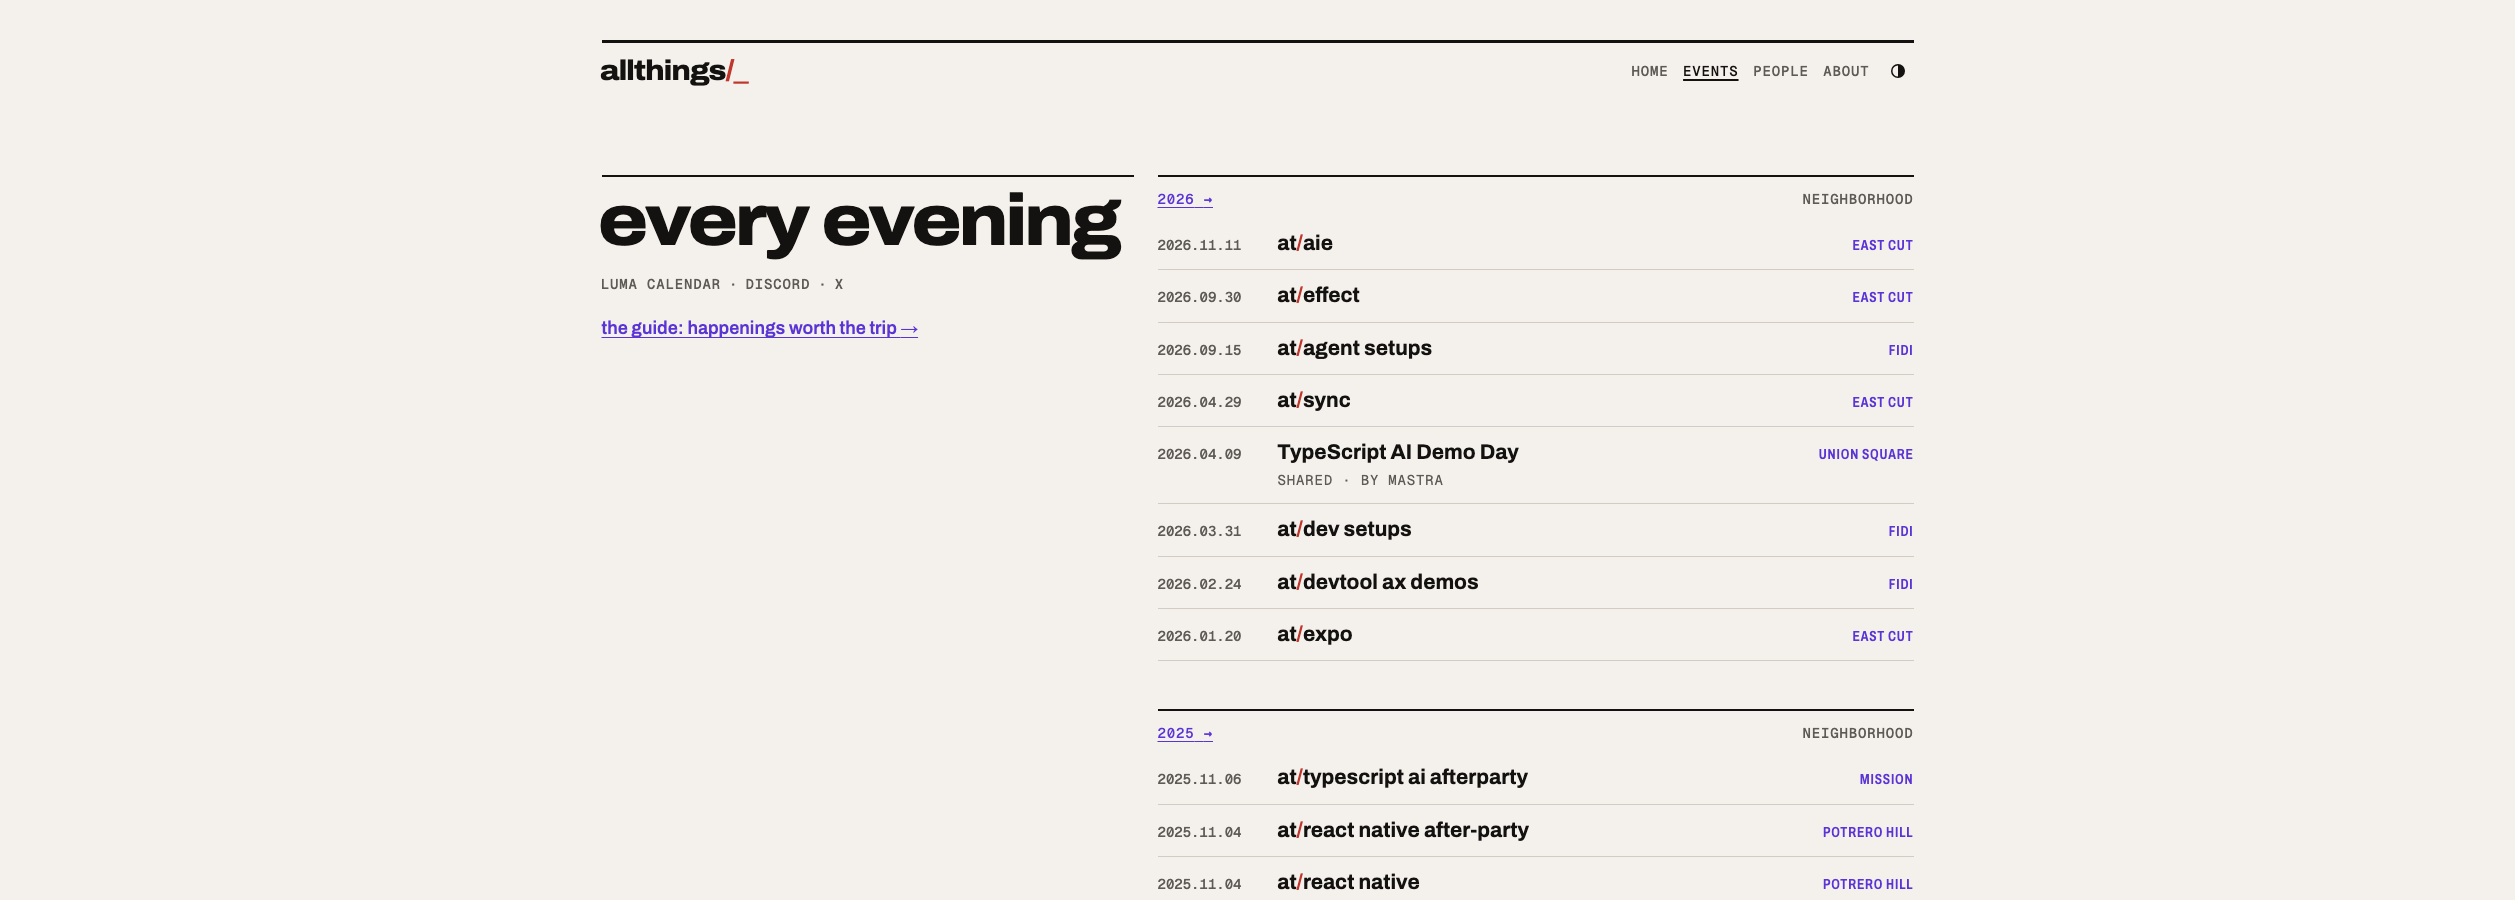 allthings/_
HOME EVENTS PEOPLE ABOUT
every evening
LUMA CALENDAR · DISCORD · X
the guide: happenings worth the trip →
2026 → NEIGHBORHOOD
2026.11.11 at/aie EAST CUT
2026.09.30 at/effect EAST CUT
2026.09.15 at/agent setups FIDI
2026.04.29 at/sync EAST CUT
2026.04.09 TypeScript AI Demo Day UNION SQUARE
SHARED · BY MASTRA
2026.03.31 at/dev setups FIDI
2026.02.24 at/devtool ax demos FIDI
2026.01.20 at/expo EAST CUT
2025 → NEIGHBORHOOD
2025.11.06 at/typescript ai afterparty MISSION
2025.11.04 at/react native after-party POTRERO HILL
2025.11.04 at/react native POTRERO HILL